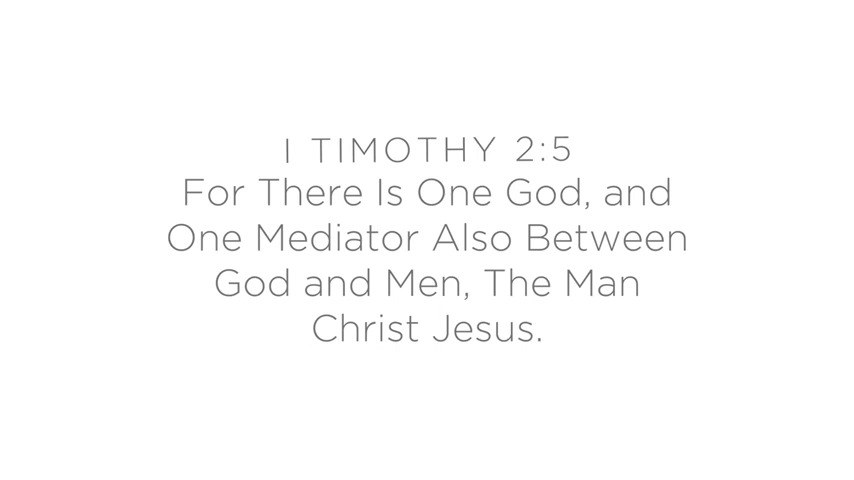 I TIMOTHY 2:5
For There Is One God, and
One Mediator Also Between
God and Men, The Man
Christ Jesus.